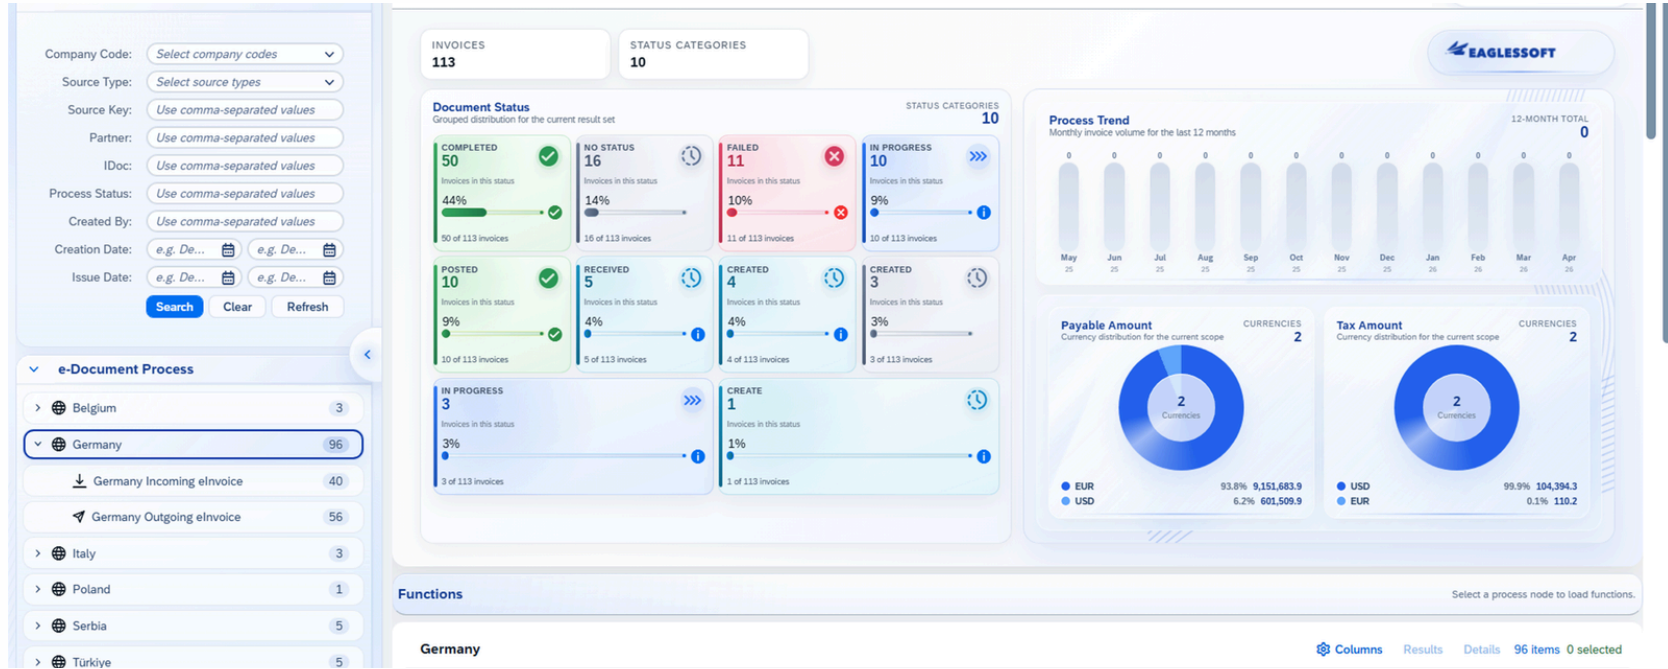 Company Code: Select company codes
Source Type: Select source types
Source Key: Use comma-separated values
Partner: Use comma-separated values
IDoc: Use comma-separated values
Process Status: Use comma-separated values
Created By: Use comma-separated values
Creation Date: e.g. De... e.g. De...
Issue Date: e.g. De... e.g. De...
Search Clear Refresh
e-Document Process
Belgium 3
Germany 96
Germany Incoming eInvoice 40
Germany Outgoing eInvoice 56
Italy 3
Poland 1
Serbia 5
Türkiye 5
INVOICES
113
STATUS CATEGORIES
10
EAGLESSOFT
Document Status
Grouped distribution for the current result set
STATUS CATEGORIES
10
COMPLETED
50
Invoices in this status
44%
50 of 113 invoices
NO STATUS
16
Invoices in this status
14%
16 of 113 invoices
FAILED
11
Invoices in this status
10%
11 of 113 invoices
IN PROGRESS
10
Invoices in this status
9%
10 of 113 invoices
POSTED
10
Invoices in this status
9%
10 of 113 invoices
RECEIVED
5
Invoices in this status
4%
5 of 113 invoices
CREATED
4
Invoices in this status
4%
4 of 113 invoices
CREATED
3
Invoices in this status
3%
3 of 113 invoices
IN PROGRESS
3
Invoices in this status
3%
3 of 113 invoices
CREATE
1
Invoices in this status
1%
1 of 113 invoices
Process Trend
Monthly invoice volume for the last 12 months
12-MONTH TOTAL
0
0 0 0 0 0 0 0 0 0 0 0 0
May Jun Jul Aug Sep Oct Nov Dec Jan Feb Mar Apr
25 25 25 25 25 25 25 25 26 26 26 26
Payable Amount
Currency distribution for the current scope
CURRENCIES
2
2
Currencies
EUR 93.8% 9,151,683.9
USD 6.2% 601,509.9
Tax Amount
Currency distribution for the current scope
CURRENCIES
2
2
Currencies
USD 99.9% 104,394.3
EUR 0.1% 110.2
Functions
Select a process node to load functions.
Germany
Columns Results Details 96 items 0 selected